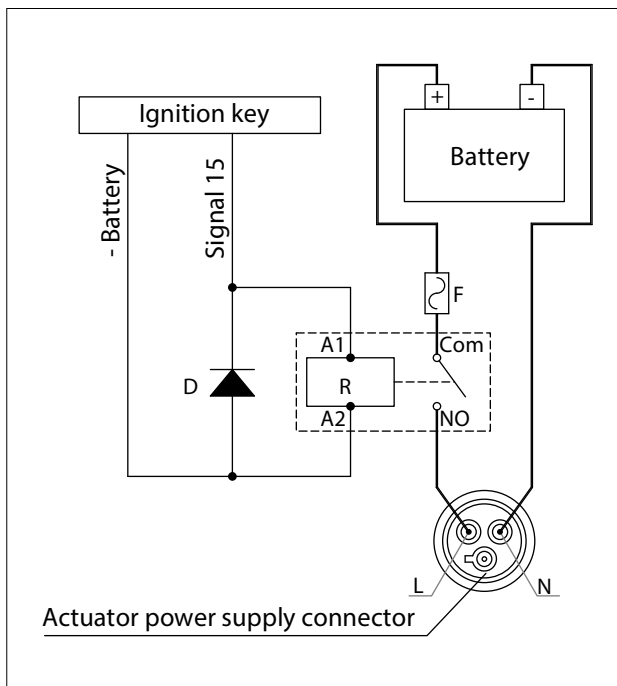 Ignition key
+ -
Battery
- Battery
Signal 15
F
A1
Com
D
R
A2
NO
L
N
Actuator power supply connector